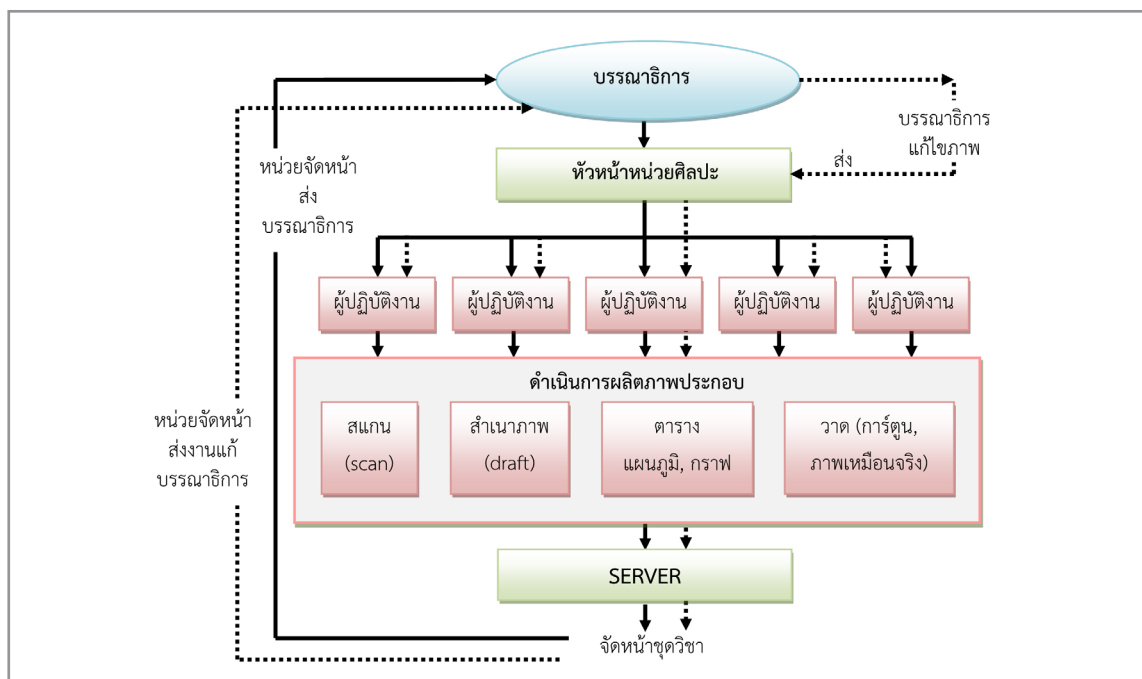 บรรณาธิการ
บรรณาธิการ
แก้ไขภาพ
ส่ง
หัวหน้าหน่วยศิลปะ
หน่วยจัดหน้า
ส่ง
บรรณาธิการ
ผู้ปฏิบัติงาน
ผู้ปฏิบัติงาน
ผู้ปฏิบัติงาน
ผู้ปฏิบัติงาน
ผู้ปฏิบัติงาน
ดำเนินการผลิตภาพประกอบ
สแกน
(scan)
สำเนาภาพ
(draft)
ตาราง
แผนภูมิ, กราฟ
วาด (การ์ตูน,
ภาพเหมือนจริง)
หน่วยจัดหน้า
ส่งงานแก้
บรรณาธิการ
SERVER
จัดหน้าชุดวิชา